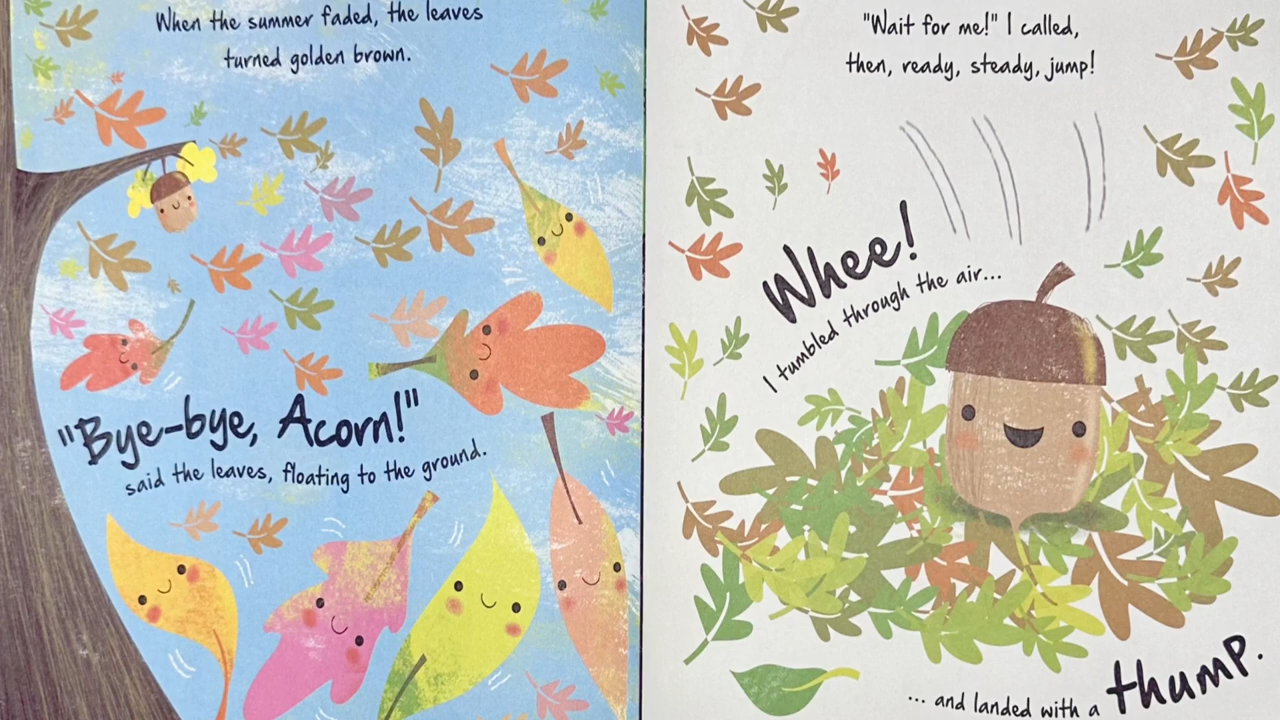 When the summer faded, the leaves
turned golden brown.
"Bye-bye, Acorn!"
said the leaves, floating to the ground.
"Wait for me!" I called,
then, ready, steady, jump!
Whee!
I tumbled through the air...
... and landed with a thump.